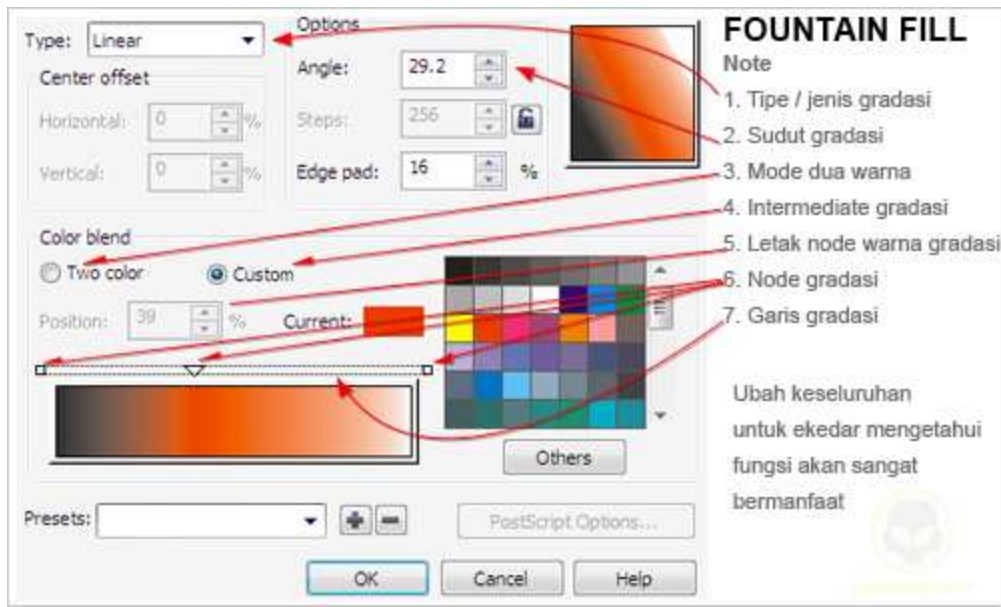 FOUNTAIN FILL
Note
1. Tipe / jenis gradasi
2. Sudut gradasi
3. Mode dua warna
4. Intermediate gradasi
5. Letak node warna gradasi
6. Node gradasi
7. Garis gradasi
Ubah keseluruhan
untuk ekedar mengetahui
fungsi akan sangat
bermanfaat
Type: Linear
Center offset
Horizontal: 0 %
Vertical: 0 %
Options
Angle: 29.2
Steps: 256
Edge pad: 16 %
Color blend
Two color Custom
Position: 39 % Current:
Others
Presets:
PostScript Options...
OK Cancel Help